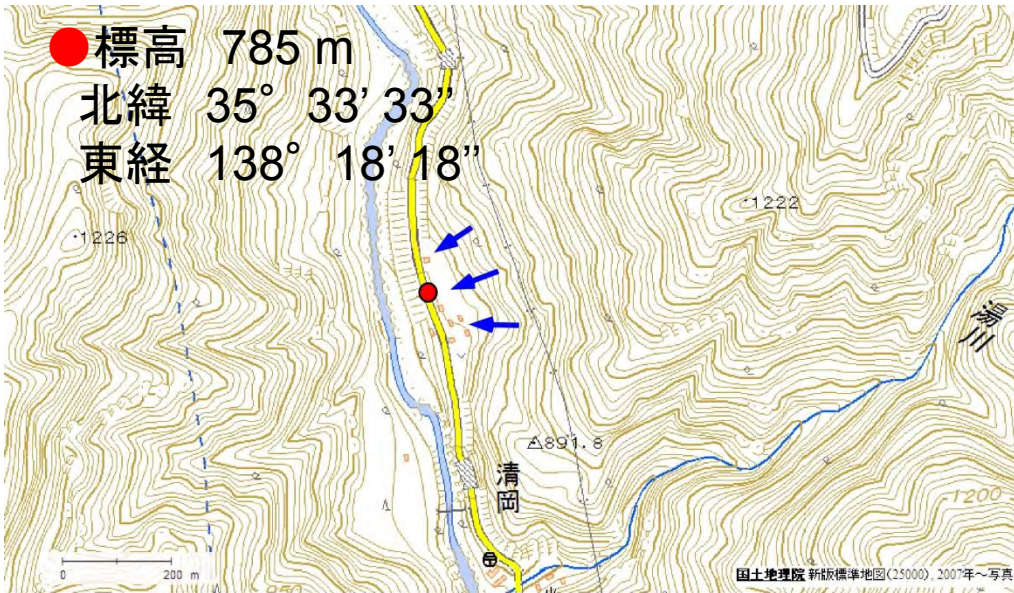 標高 785 m
北緯 35° 33' 33"
東経 138° 18' 18"
1226
1222
湯川
891.8
清岡
1200
0 200 m
850
国土地理院 新版標準地図(25000), 2007年~写真